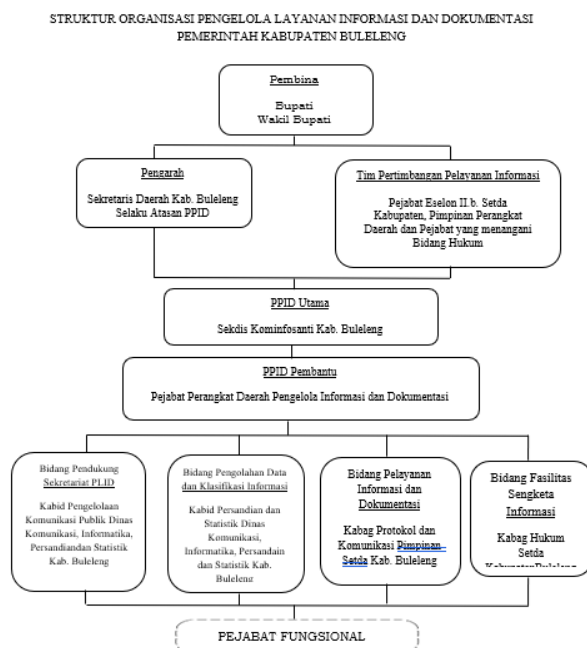 STRUKTUR ORGANISASI PENGELOLA LAYANAN INFORMASI DAN DOKUMENTASI
PEMERINTAH KABUPATEN BULELENG
Pembina
Bupati
Wakil Bupati
Pengarah
Sekretaris Daerah Kab. Buleleng
Selaku Atasan PPID
Tim Pertimbangan Pelayanan Informasi
Pejabat Eselon II.b. Setda
Kabupaten, Pimpinan Perangkat
Daerah dan Pejabat yang menangani
Bidang Hukum
PPID Utama
Sekdis Kominfosanti Kab. Buleleng
PPID Pembantu
Pejabat Perangkat Daerah Pengelola Informasi dan Dokumentasi
Bidang Pendukung
Sekretariat PLID
Kabid Pengelolaan
Komunikasi Publik Dinas
Komunikasi, Informatika,
Persandiandan Statistik
Kab. Buleleng
Bidang Pengolahan Data
dan Klasifikasi Informasi
Kabid Persandian dan
Statistik Dinas
Komunikasi,
Informatika, Persandain
dan Statistik Kab.
Buleleng
Bidang Pelayanan
Informasi dan
Dokumentasi
Kabag Protokol dan
Komunikasi Pimpinan
Setda Kab. Buleleng
Bidang Fasilitas
Sengketa
Informasi
Kabag Hukum
Setda
KabupatenBuleleng
PEJABAT FUNGSIONAL